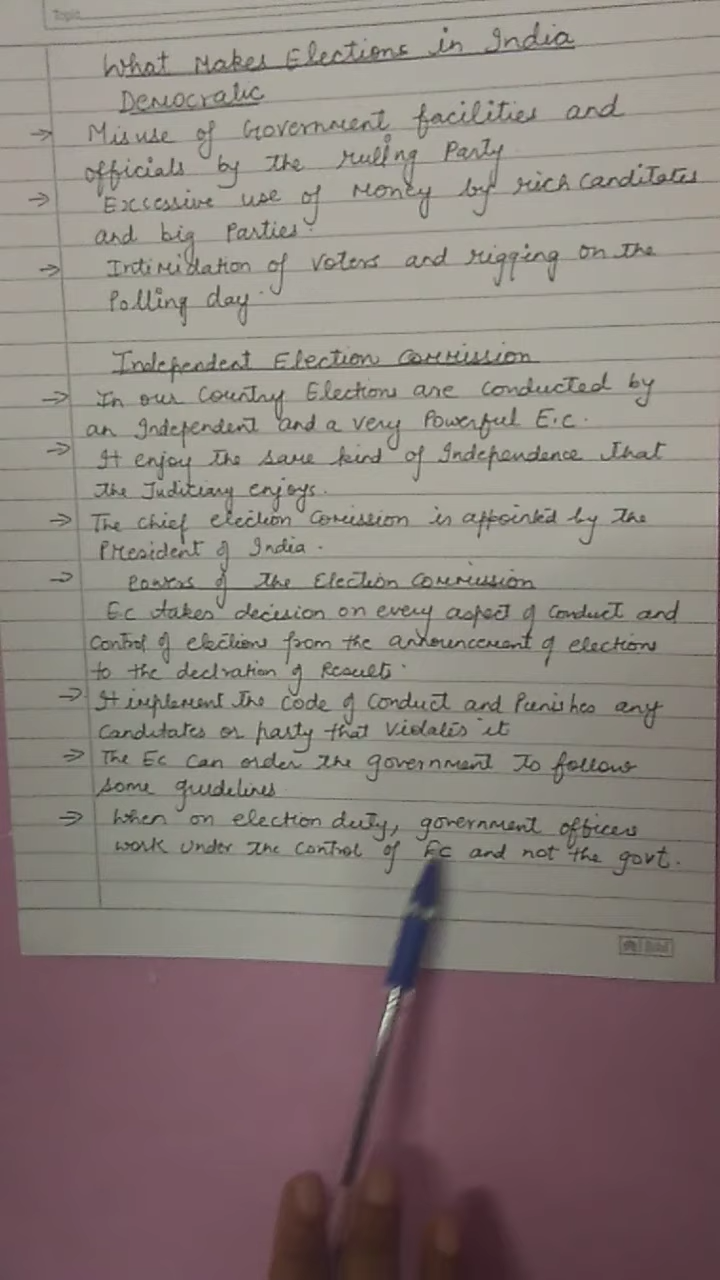 Topic
What Makes Elections in India
Democratic
→ Misuse of Government facilities and
officials by the ruling Party
→ Excessive use of Money by rich canditates
and big Parties.
→ Intimidation of voters and rigging on the
Polling day.
Independent Election Commission
→ In our Country Elections are conducted by
an Independent and a very Powerful E.C.
→ It enjoy the same kind of Independence that
the Juditiary enjoys.
→ The chief election Comission is appointed by the
President of India.
→ Powers of the Election Commission
EC takes decision on every aspect of conduct and
control of elections from the announcement of elections
to the declration of Results.
→ It implement the code of conduct and Punishes any
canditates or party that violates it
→ The EC can order the government to follow
some guidelines
→ When on election duty, government officers
work under the control of EC and not the govt.